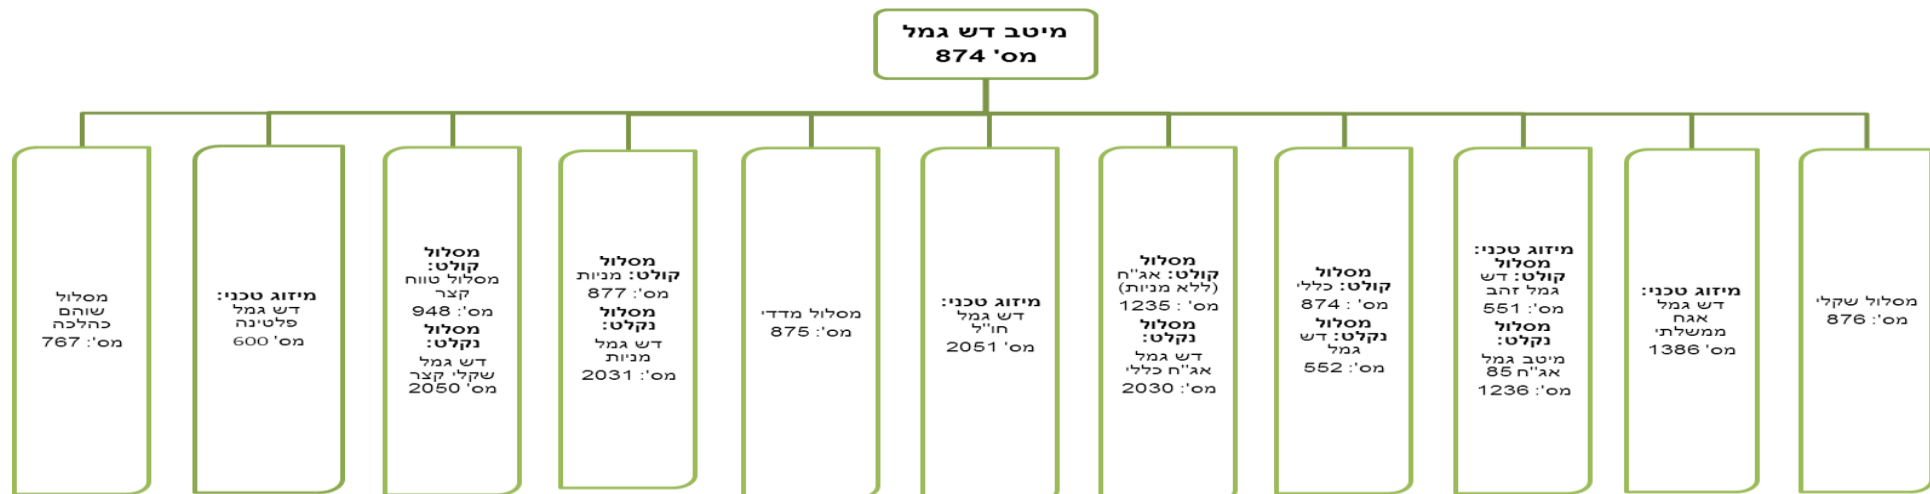 מיטב דש גמל
מס' 874
מסלול שקלי
מס': 876
מיזוג טכני:
דש גמל
אגח
ממשלתי
מס' 1386
מיזוג טכני:
מסלול
קולט: דש
גמל זהב
מס': 551
מסלול
נקלט:
מיטב גמל
אג"ח 85
מס': 1236
מסלול
קולט: כללי
מס' : 874
מסלול
נקלט: דש
גמל
מס': 552
מסלול
קולט: אג"ח
(ללא מניות)
מס' : 1235
מסלול
נקלט:
דש גמל
אג"ח כללי
מס': 2030
מיזוג טכני:
דש גמל
חו"ל
מס' 2051
מסלול מדדי
מס': 875
מסלול
קולט: מניות
מס': 877
מסלול
נקלט:
דש גמל
מניות
מס': 2031
מסלול
קולט:
מסלול טווח
קצר
מס': 948
מסלול
נקלט:
דש גמל
שקלי קצר
מס' 2050
מיזוג טכני:
דש גמל
פלטינה
מס' 600
מסלול
שוהם
כהלכה
מס': 767